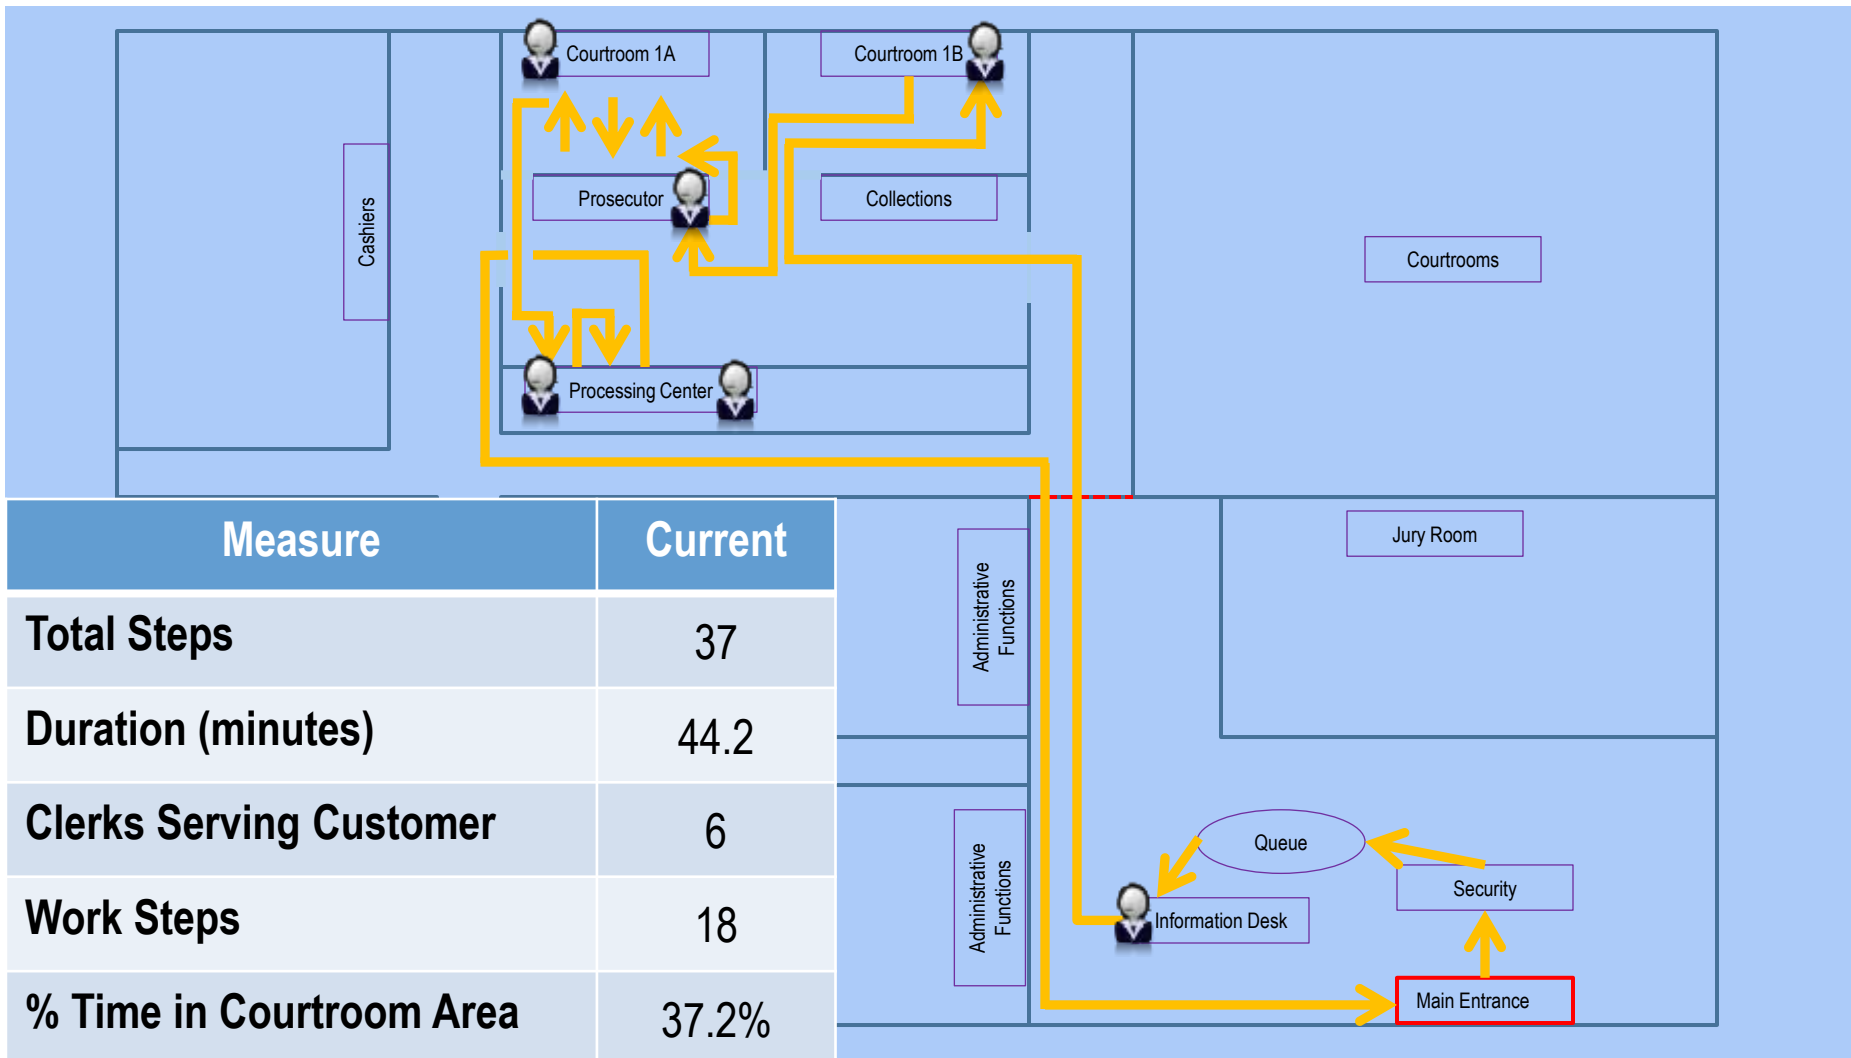 Courtroom 1A
Courtroom 1B
Cashiers
Prosecutor
Collections
Courtrooms
Processing Center
Measure
Current
Total Steps
37
Duration (minutes)
44.2
Clerks Serving Customer
6
Work Steps
18
% Time in Courtroom Area
37.2%
Administrative
Functions
Jury Room
Administrative
Functions
Queue
Security
Information Desk
Main Entrance